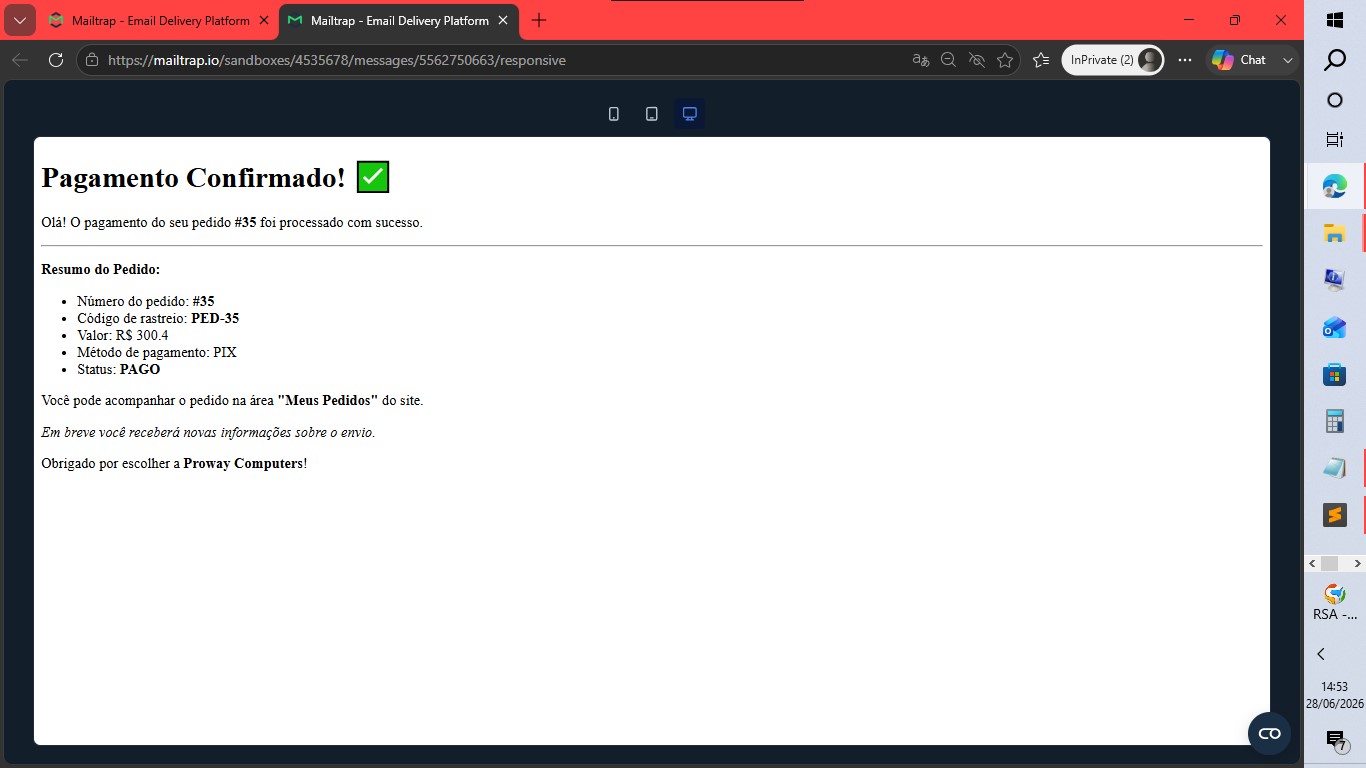 Mailtrap - Email Delivery Platform
Mailtrap - Email Delivery Platform
https://mailtrap.io/sandboxes/4535678/messages/5562750663/responsive
InPrivate (2)
Chat
Pagamento Confirmado! ✅
Olá! O pagamento do seu pedido #35 foi processado com sucesso.
Resumo do Pedido:
• Número do pedido: #35
• Código de rastreio: PED-35
• Valor: R$ 300.4
• Método de pagamento: PIX
• Status: PAGO
Você pode acompanhar o pedido na área "Meus Pedidos" do site.
Em breve você receberá novas informações sobre o envio.
Obrigado por escolher a Proway Computers!
RSA -...
14:53
28/06/2026
7